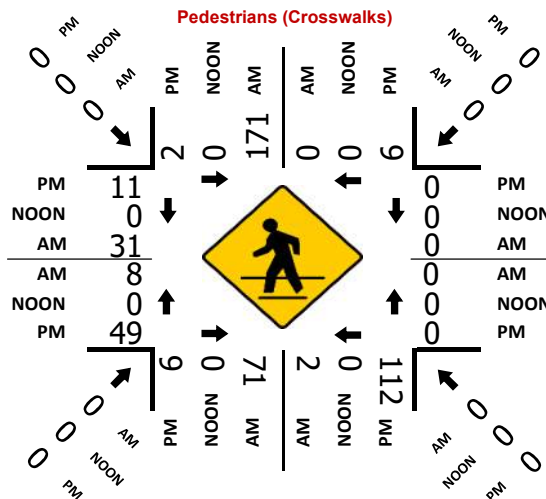 Pedestrians (Crosswalks)
0 PM
0 NOON
0 AM
PM NOON AM AM NOON PM
PM 0
NOON 0
AM 0
2 0 171 0 0 9
PM 11 0 PM
NOON 0 0 NOON
AM 31 0 AM
AM 8 0 AM
NOON 0 0 NOON
PM 49 0 PM
6 0 71 2 0 112
PM NOON AM AM NOON PM
0 AM
0 NOON
0 PM
AM 0
NOON 0
PM 0